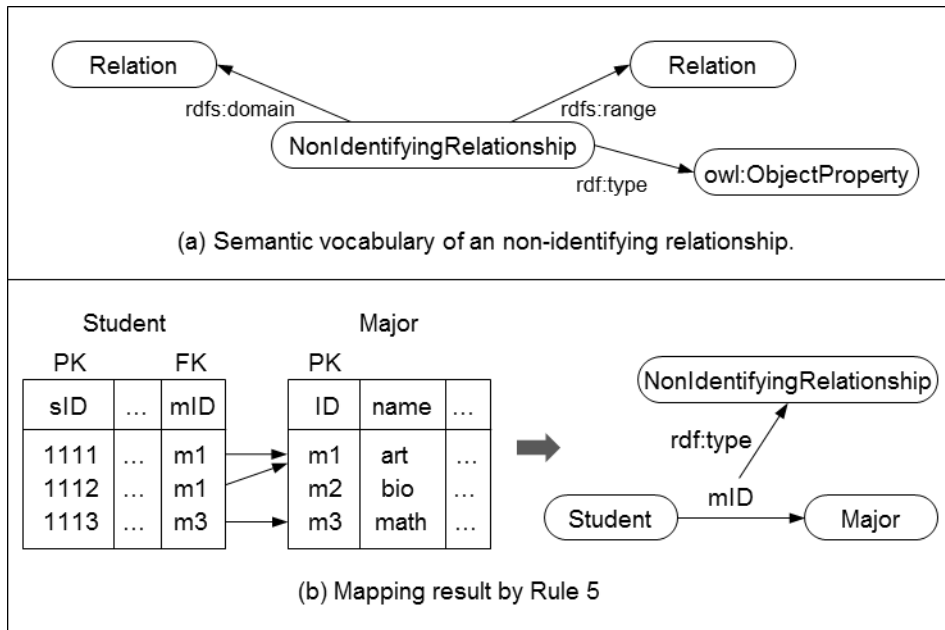 Relation
Relation
rdfs:domain
rdfs:range
NonIdentifyingRelationship
rdf:type
owl:ObjectProperty
(a) Semantic vocabulary of an non-identifying relationship.
Student
Major
PK FK PK
sID ... mID ID name ...
1111 ... m1 m1 art ...
1112 ... m1 m2 bio ...
1113 ... m3 m3 math ...
NonIdentifyingRelationship
rdf:type
mID
Student
Major
(b) Mapping result by Rule 5